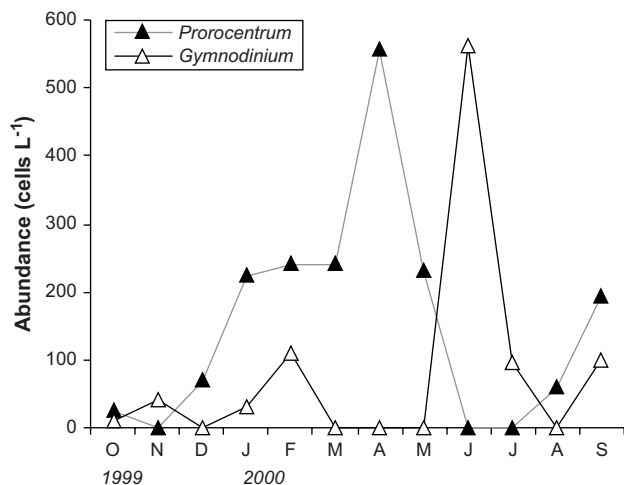 600
Prorocentrum
Gymnodinium
500
400
300
200
100
0
Abundance (cells L⁻¹)
O N D J F M A M J J A S
1999 2000